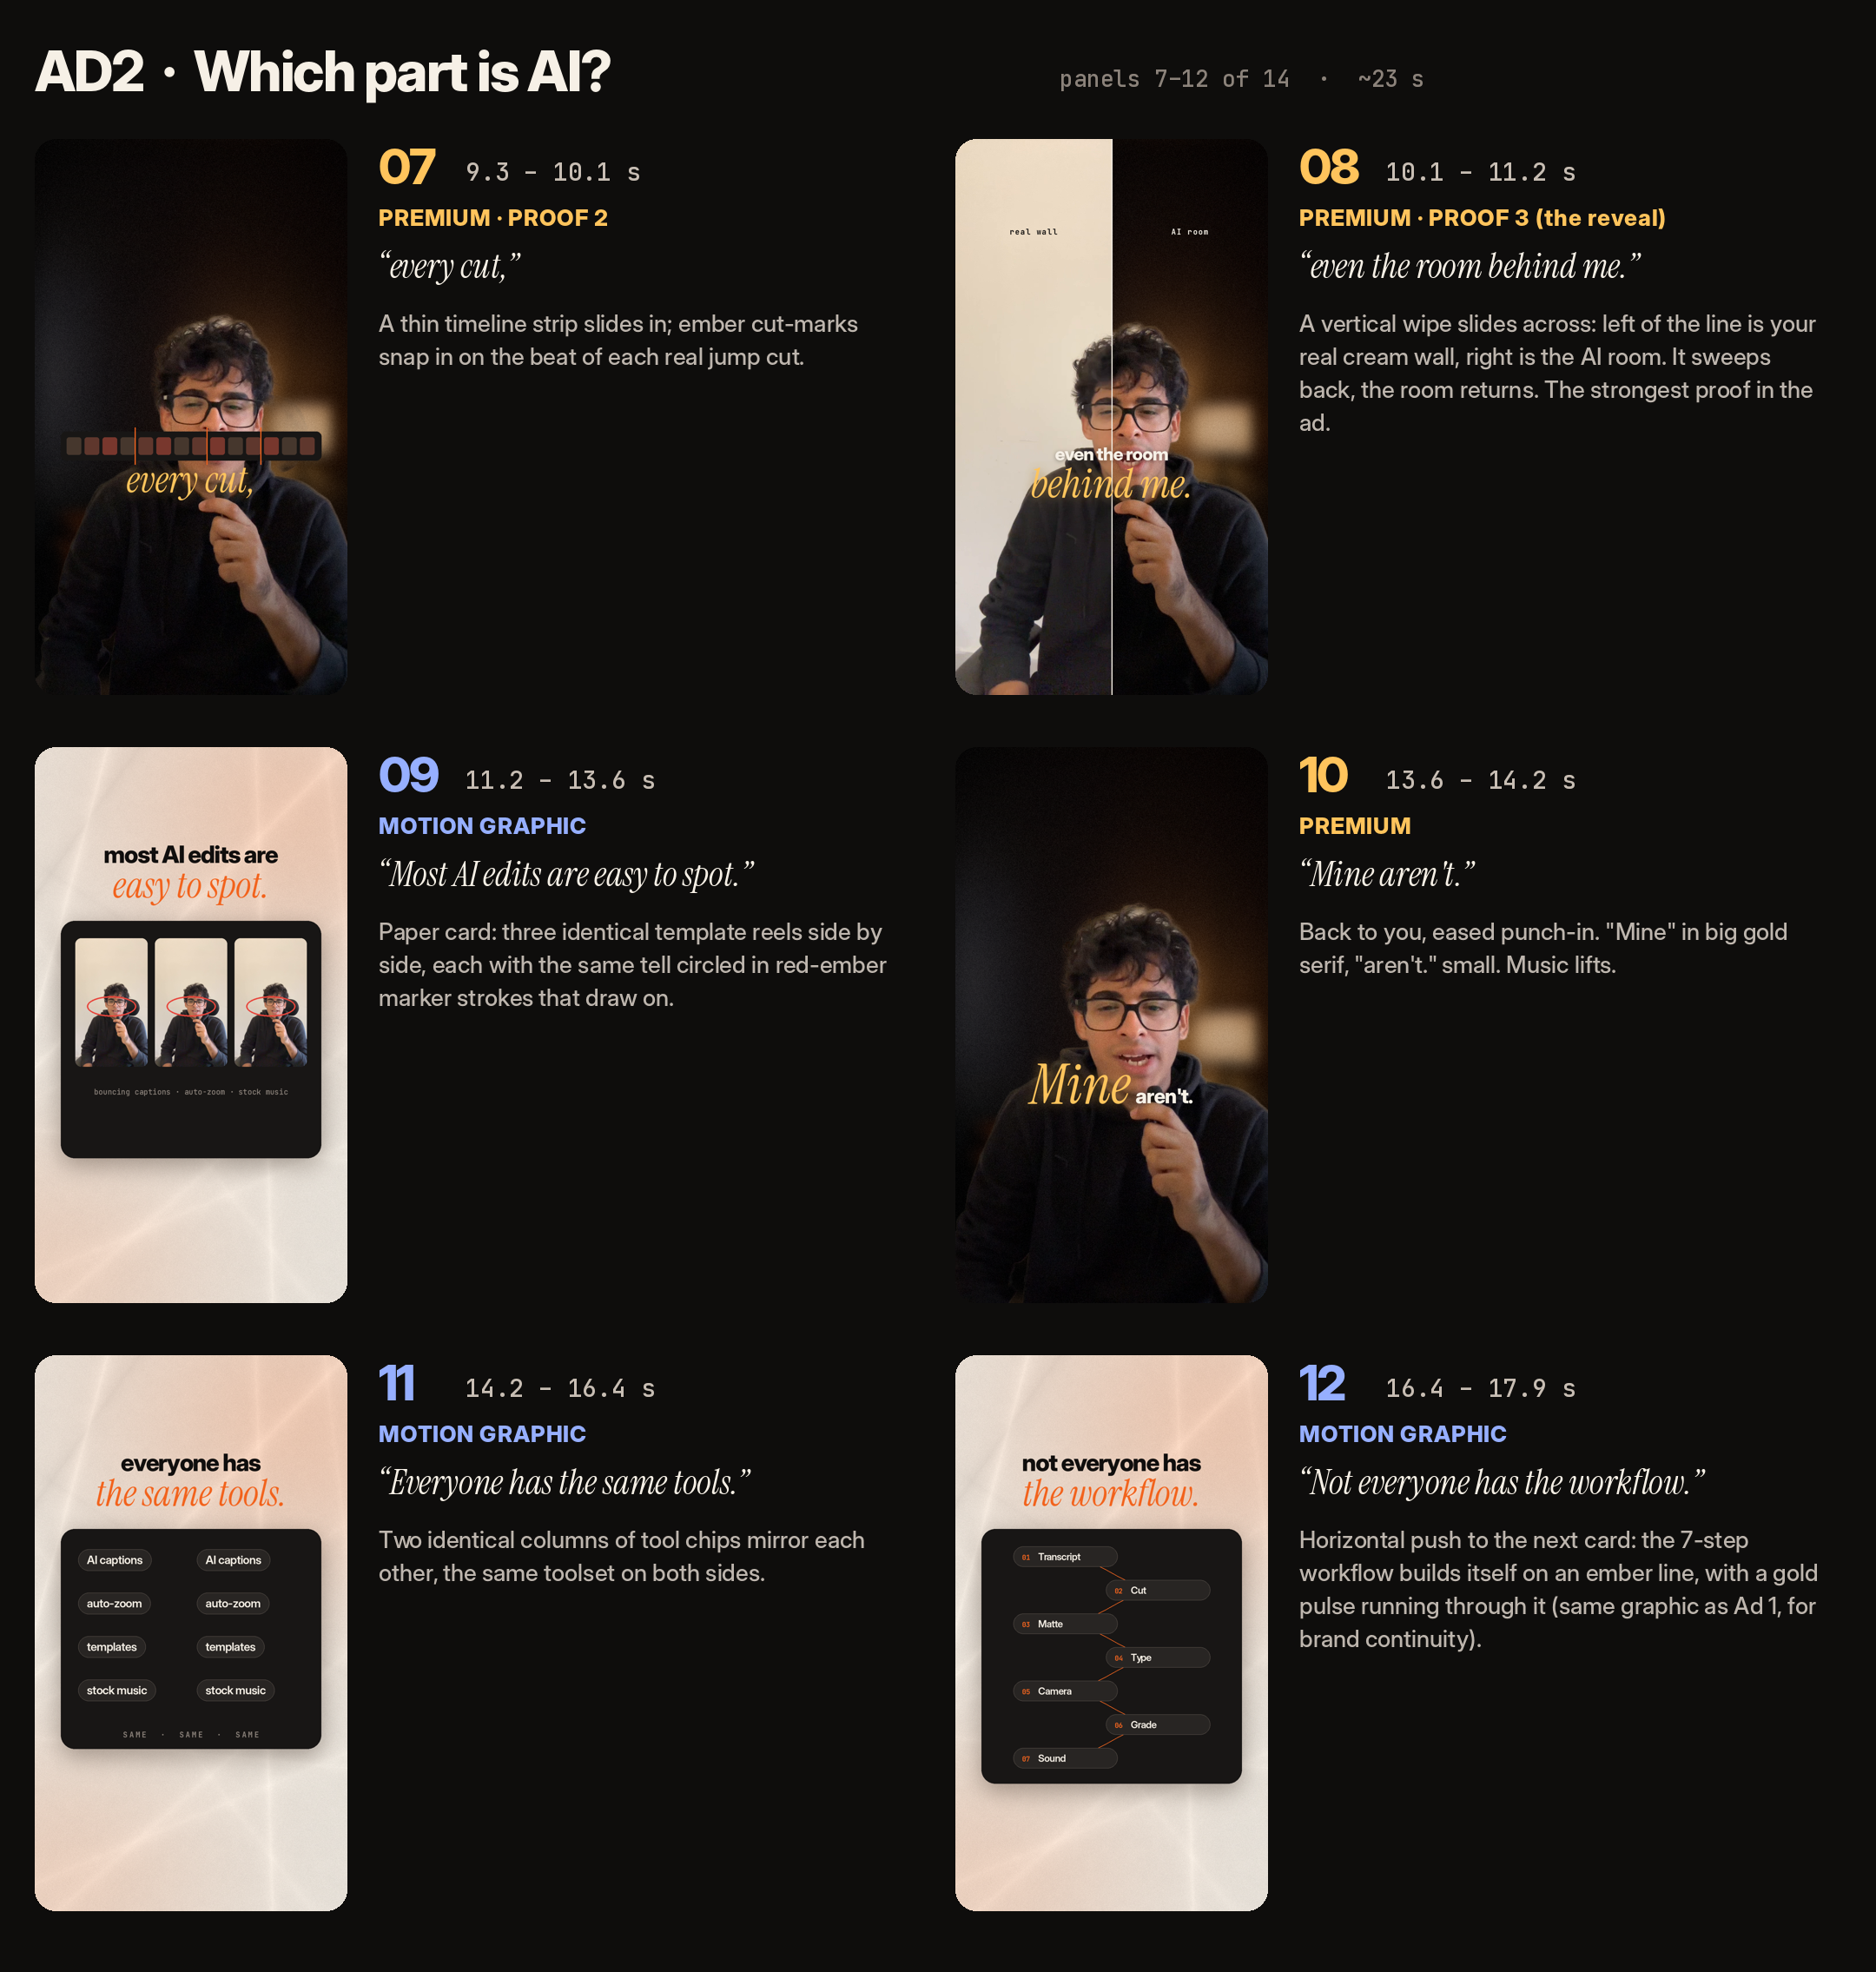 AD2 · Which part is AI?
panels 7–12 of 14 · ~23 s
07 9.3 – 10.1 s
PREMIUM · PROOF 2
“every cut,”
A thin timeline strip slides in; ember cut-marks
snap in on the beat of each real jump cut.
every cut,
08 10.1 – 11.2 s
PREMIUM · PROOF 3 (the reveal)
“even the room behind me.”
A vertical wipe slides across: left of the line is your
real cream wall, right is the AI room. It sweeps
back, the room returns. The strongest proof in the
ad.
real wall
AI room
even the room
behind me.
09 11.2 – 13.6 s
MOTION GRAPHIC
“Most AI edits are easy to spot.”
Paper card: three identical template reels side by
side, each with the same tell circled in red-ember
marker strokes that draw on.
most AI edits are
easy to spot.
bouncing captions · auto-zoom · stock music
10 13.6 – 14.2 s
PREMIUM
“Mine aren't.”
Back to you, eased punch-in. "Mine" in big gold
serif, "aren't." small. Music lifts.
Mine aren't.
11 14.2 – 16.4 s
MOTION GRAPHIC
“Everyone has the same tools.”
Two identical columns of tool chips mirror each
other, the same toolset on both sides.
everyone has
the same tools.
AI captions AI captions
auto-zoom auto-zoom
templates templates
stock music stock music
SAME · SAME · SAME
12 16.4 – 17.9 s
MOTION GRAPHIC
“Not everyone has the workflow.”
Horizontal push to the next card: the 7-step
workflow builds itself on an ember line, with a gold
pulse running through it (same graphic as Ad 1, for
brand continuity).
not everyone has
the workflow.
01 Transcript
02 Cut
03 Matte
04 Type
05 Camera
06 Grade
07 Sound